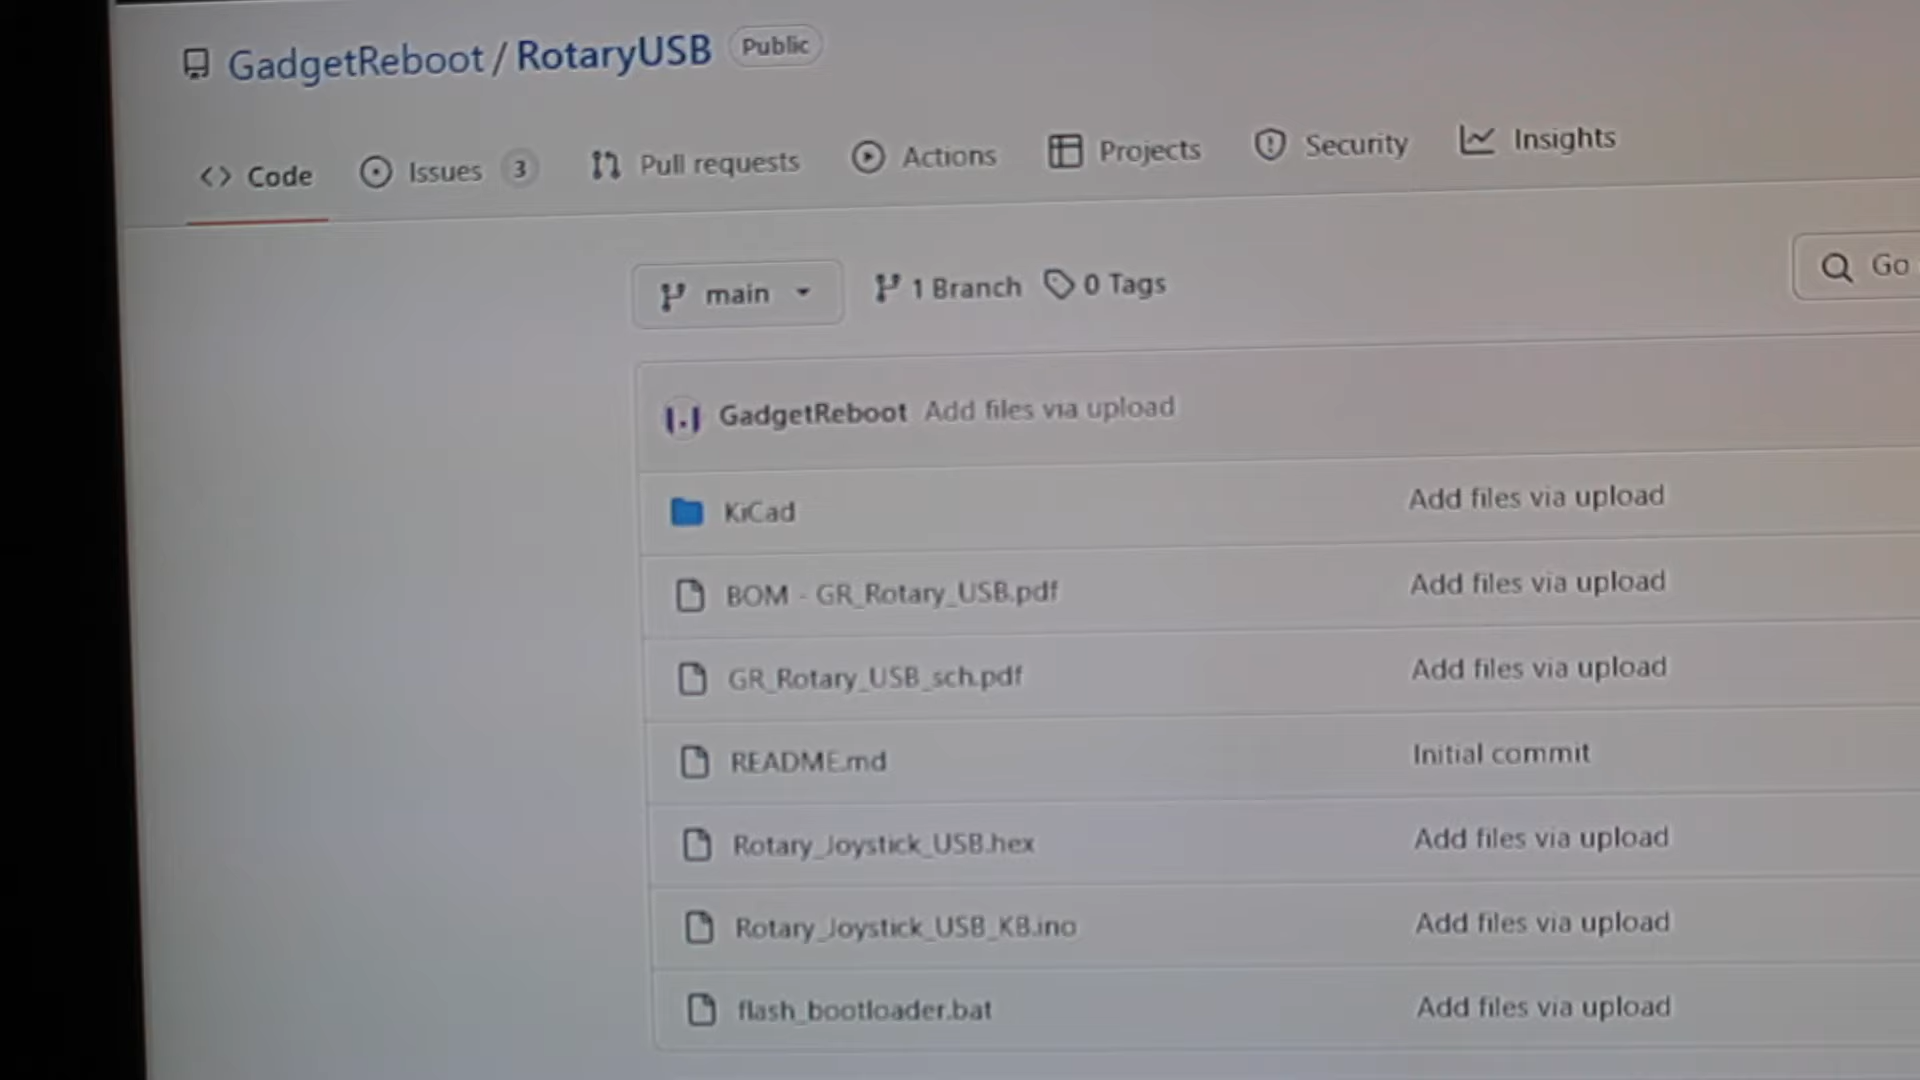 GadgetReboot / RotaryUSB Public
Code Issues 3 Pull requests Actions Projects Security Insights
main 1 Branch 0 Tags Go
GadgetReboot Add files via upload
KiCad Add files via upload
BOM - GR_Rotary_USB.pdf Add files via upload
GR_Rotary_USB_sch.pdf Add files via upload
README.md Initial commit
Rotary_Joystick_USB.hex Add files via upload
Rotary_Joystick_USB_KB.ino Add files via upload
flash_bootloader.bat Add files via upload